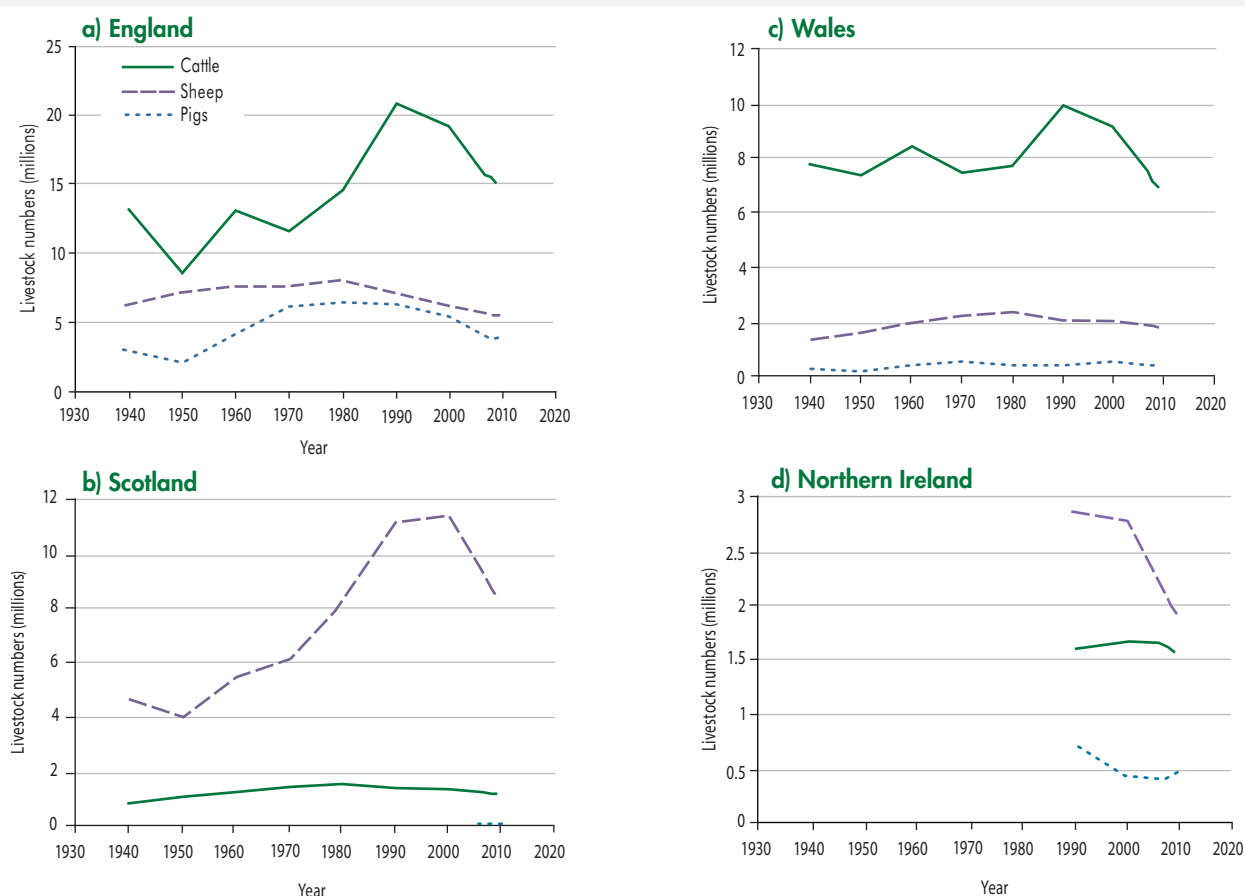 a) England
25
20
15
10
5
0
Livestock numbers (millions)
Cattle
Sheep
Pigs
1930 1940 1950 1960 1970 1980 1990 2000 2010 2020
Year
c) Wales
12
10
8
6
4
2
0
Livestock numbers (millions)
1930 1940 1950 1960 1970 1980 1990 2000 2010 2020
b) Scotland
12
10
8
6
4
2
0
Livestock numbers (millions)
1930 1940 1950 1960 1970 1980 1990 2000 2010 2020
Year
d) Northern Ireland
3
2.5
2
1.5
1
0.5
0
Livestock numbers (millions)
1930 1940 1950 1960 1970 1980 1990 2000 2010 2020
Year